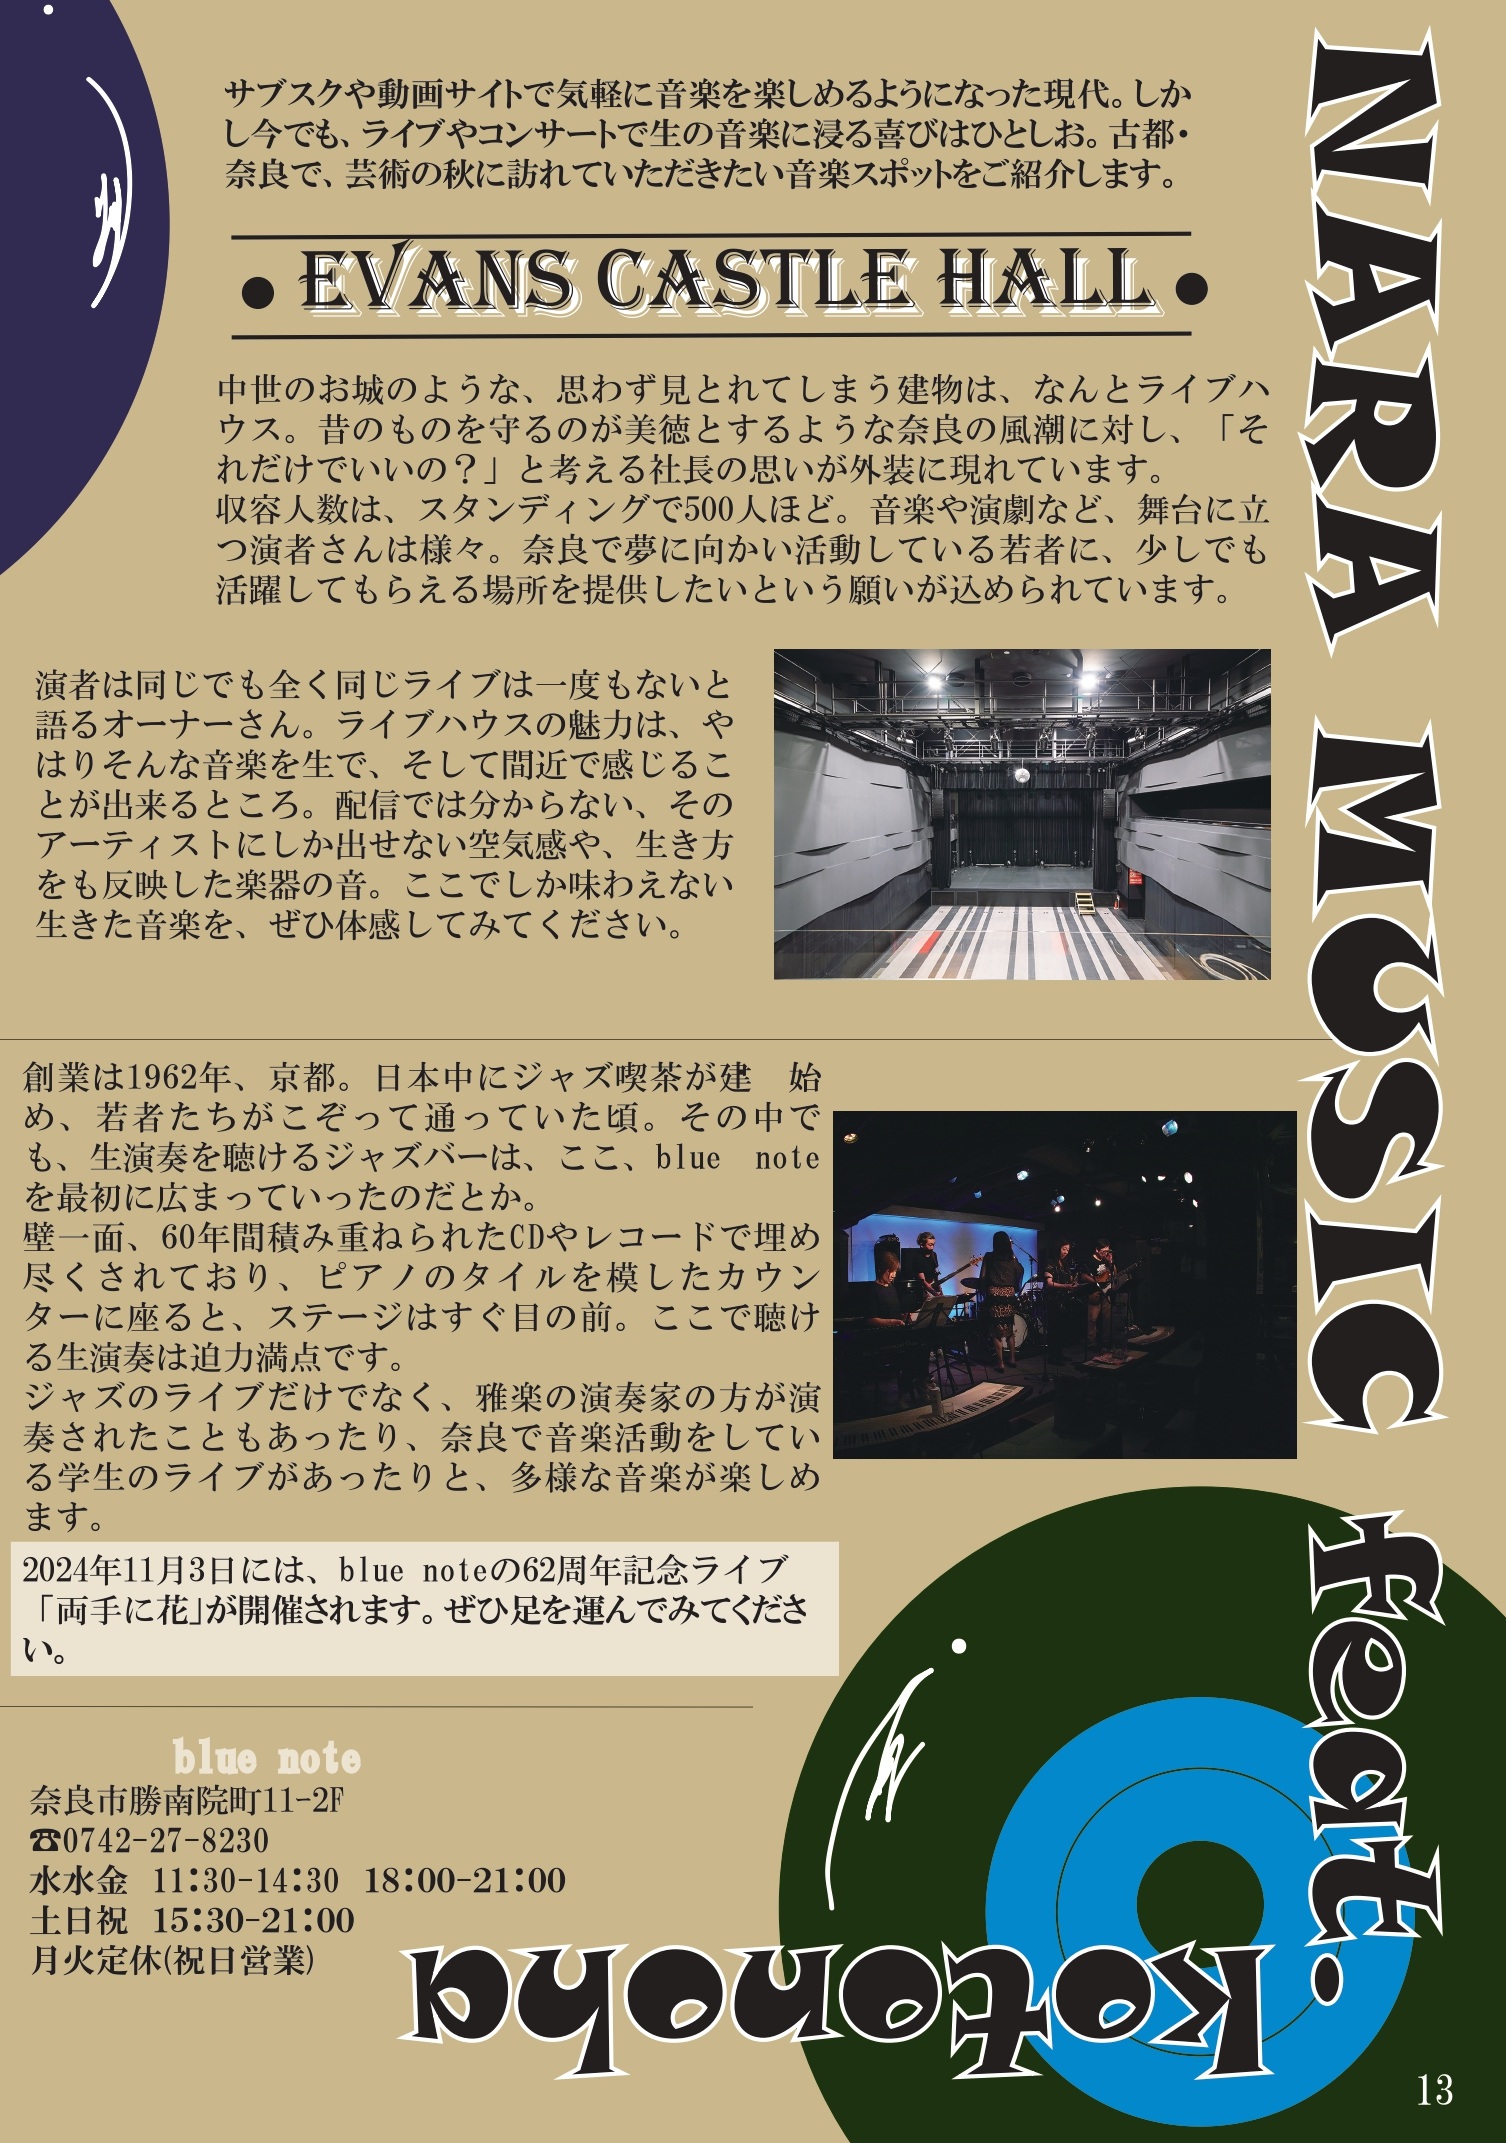 サブスクや動画サイトで気軽に音楽を楽しめるようになった現代。しか
し今でも、ライブやコンサートで生の音楽に浸る喜びはひとしお。古都・
奈良で、芸術の秋に訪れていただきたい音楽スポットをご紹介します。
• EVANS CASTLE HALL •
中世のお城のような、思わず見とれてしまう建物は、なんとライブハ
ウス。昔のものを守るのが美徳とするような奈良の風潮に対し、「そ
れだけでいいの？」と考える社長の思いが外装に現れています。
収容人数は、スタンディングで500人ほど。音楽や演劇など、舞台に立
つ演者さんは様々。奈良で夢に向かい活動している若者に、少しでも
活躍してもらえる場所を提供したいという願いが込められています。
演者は同じでも全く同じライブは一度もないと
語るオーナーさん。ライブハウスの魅力は、や
はりそんな音楽を生で、そして間近で感じるこ
とが出来るところ。配信では分からない、その
アーティストにしか出せない空気感や、生き方
をも反映した楽器の音。ここでしか味わえない
生きた音楽を、ぜひ体感してみてください。
創業は1962年、京都。日本中にジャズ喫茶が建　始
め、若者たちがこぞって通っていた頃。その中で
も、生演奏を聴けるジャズバーは、ここ、blue note
を最初に広まっていったのだとか。
壁一面、60年間積み重ねられたCDやレコードで埋め
尽くされており、ピアノのタイルを模したカウン
ターに座ると、ステージはすぐ目の前。ここで聴け
る生演奏は迫力満点です。
ジャズのライブだけでなく、雅楽の演奏家の方が演
奏されたこともあったり、奈良で音楽活動をしてい
る学生のライブがあったりと、多様な音楽が楽しめ
ます。
2024年11月3日には、blue noteの62周年記念ライブ
「両手に花」が開催されます。ぜひ足を運んでみてくださ
い。
blue note
奈良市勝南院町11-2F
☎0742-27-8230
水水金 11:30-14:30 18:00-21:00
土日祝 15:30-21:00
月火定休(祝日営業)
NARA MUSIC feat.
kotonoha
13